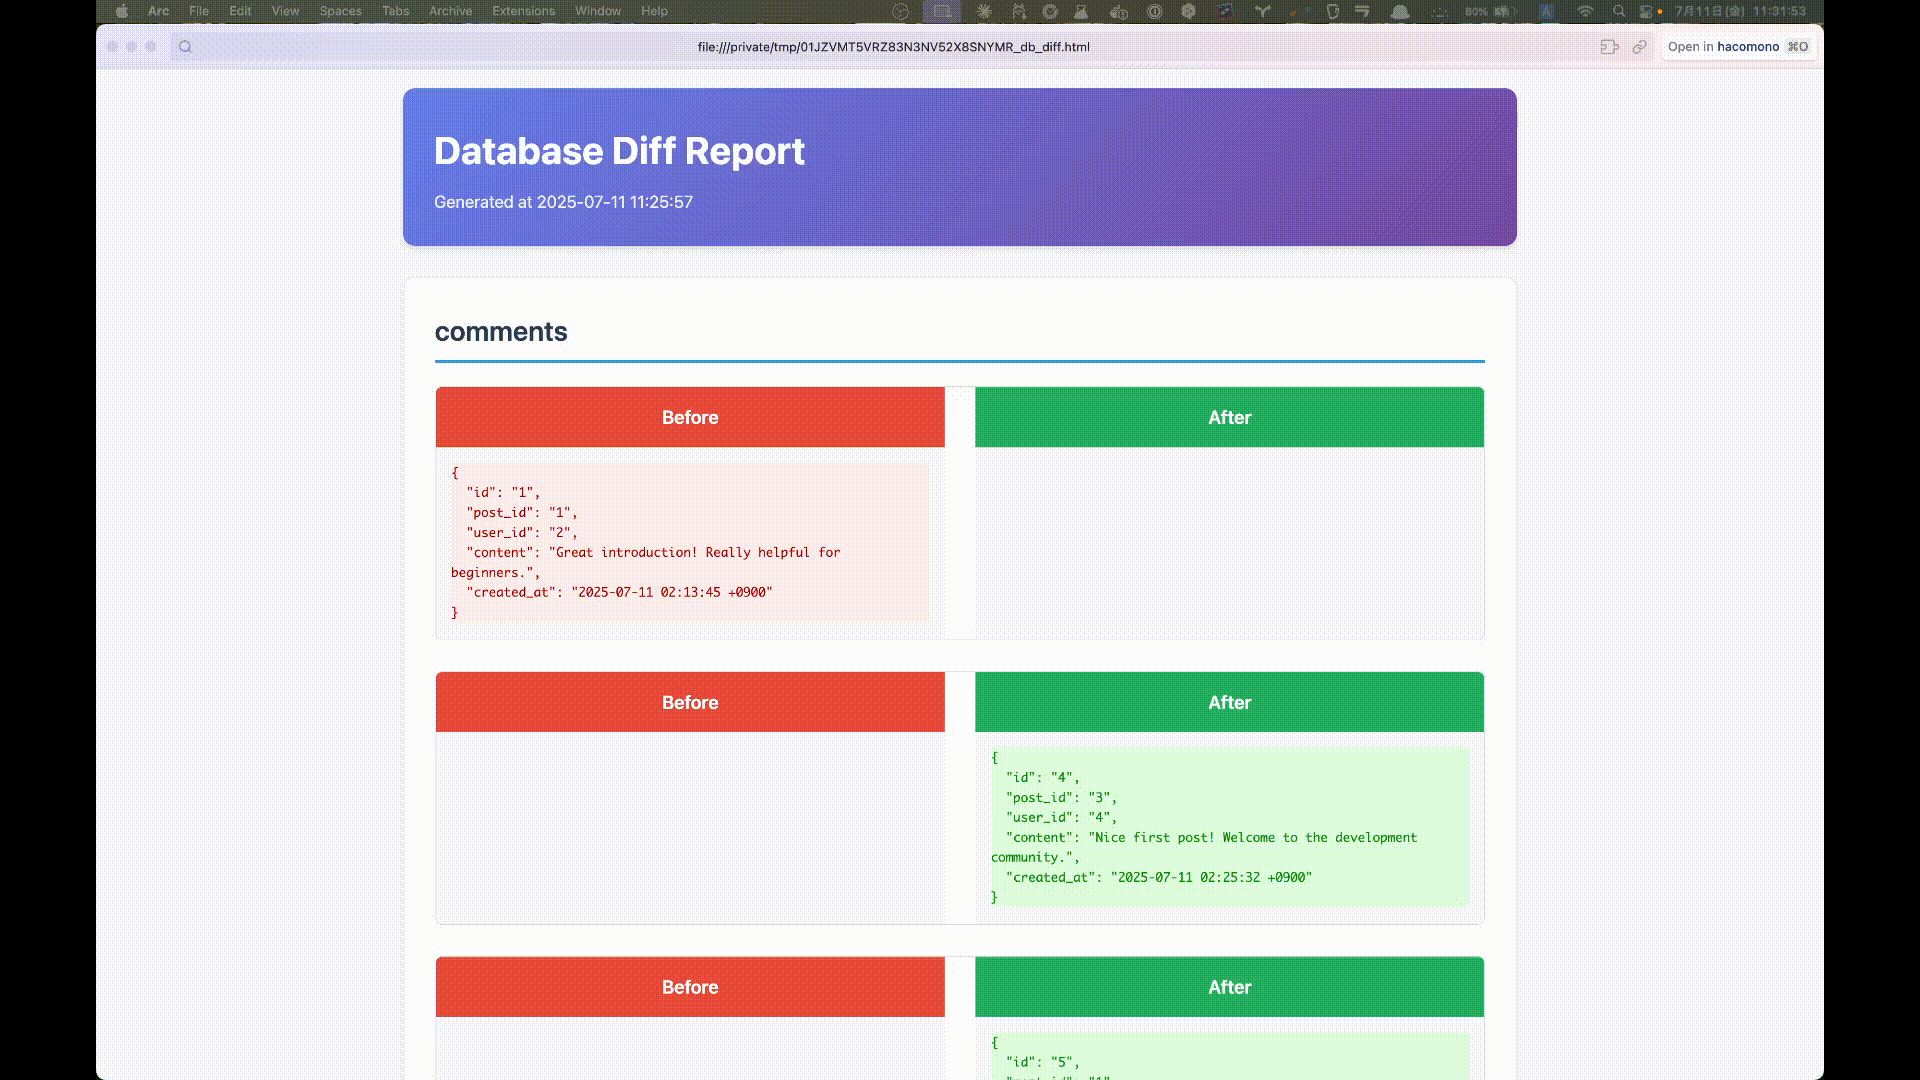 Arc File Edit View Spaces Tabs Archive Extensions Window Help 80% A 7月11日(金) 11:31:53
file:///private/tmp/01JZVMT5VRZ83N3NV52X8SNYMR_db_diff.html Open in hacomono ⌘O
Database Diff Report
Generated at 2025-07-11 11:25:57
comments
Before After
{
"id": "1",
"post_id": "1",
"user_id": "2",
"content": "Great introduction! Really helpful for
beginners.",
"created_at": "2025-07-11 02:13:45 +0900"
}
Before After
{
"id": "4",
"post_id": "3",
"user_id": "4",
"content": "Nice first post! Welcome to the development
community.",
"created_at": "2025-07-11 02:25:32 +0900"
}
Before After
{
"id": "5",